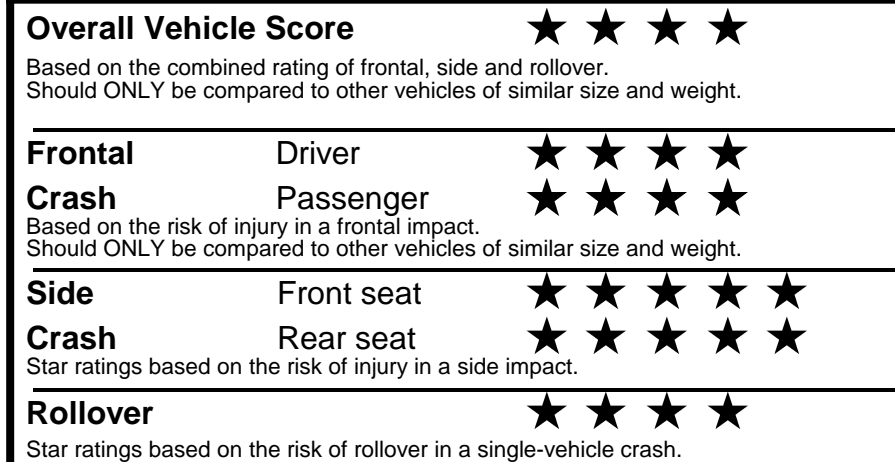 Overall Vehicle Score ★ ★ ★ ★
Based on the combined rating of frontal, side and rollover.
Should ONLY be compared to other vehicles of similar size and weight.
Frontal Driver ★ ★ ★ ★
Crash Passenger ★ ★ ★ ★
Based on the risk of injury in a frontal impact.
Should ONLY be compared to other vehicles of similar size and weight.
Side Front seat ★ ★ ★ ★ ★
Crash Rear seat ★ ★ ★ ★ ★
Star ratings based on the risk of injury in a side impact.
Rollover ★ ★ ★ ★
Star ratings based on the risk of rollover in a single-vehicle crash.